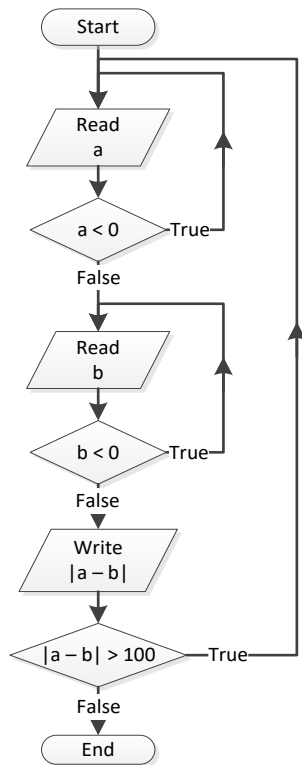 Start
Read
a
a < 0
True
False
Read
b
b < 0
True
False
Write
|a – b|
|a – b| > 100
True
False
End